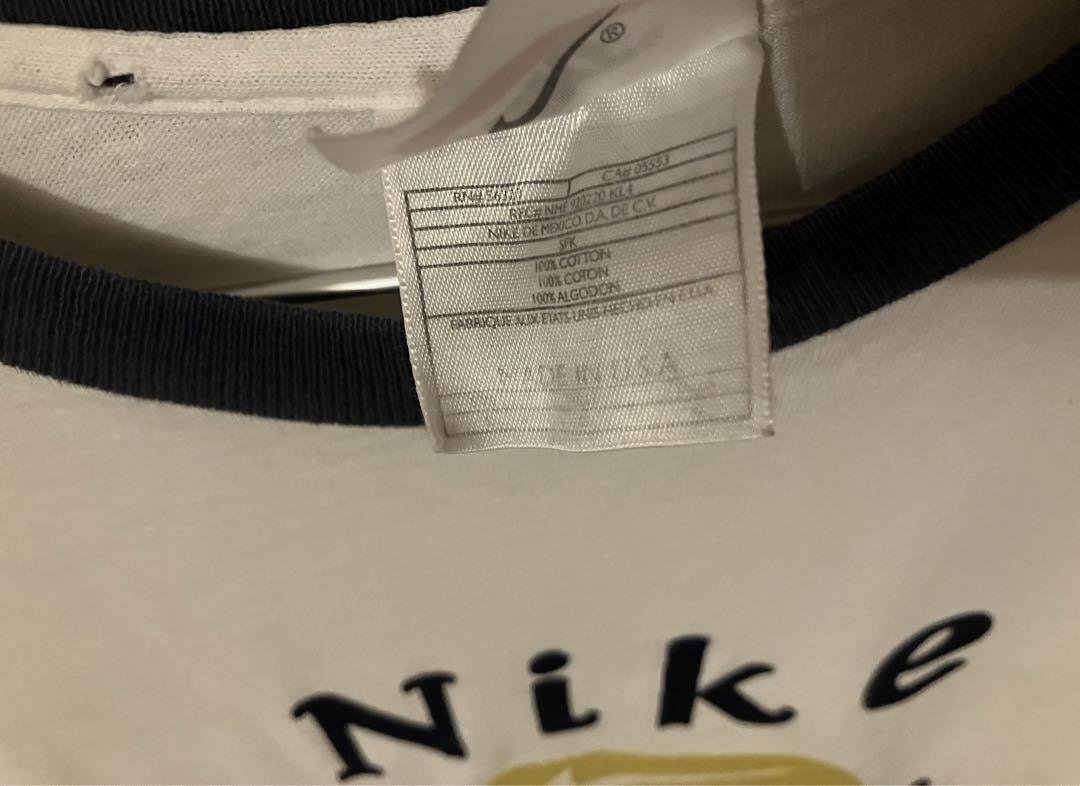 ®
RN# 56323 CA# 05553
RFC# NME 920220 KL4
NIKE DE MEXICO D.A. DE C.V.
SFK
100% COTTON
100% COTON
100% ALGODON
FABRIQUE AUX ETATS-UNIS-HECHO EN E.U.A.
MADE IN U.S.A.
Nike